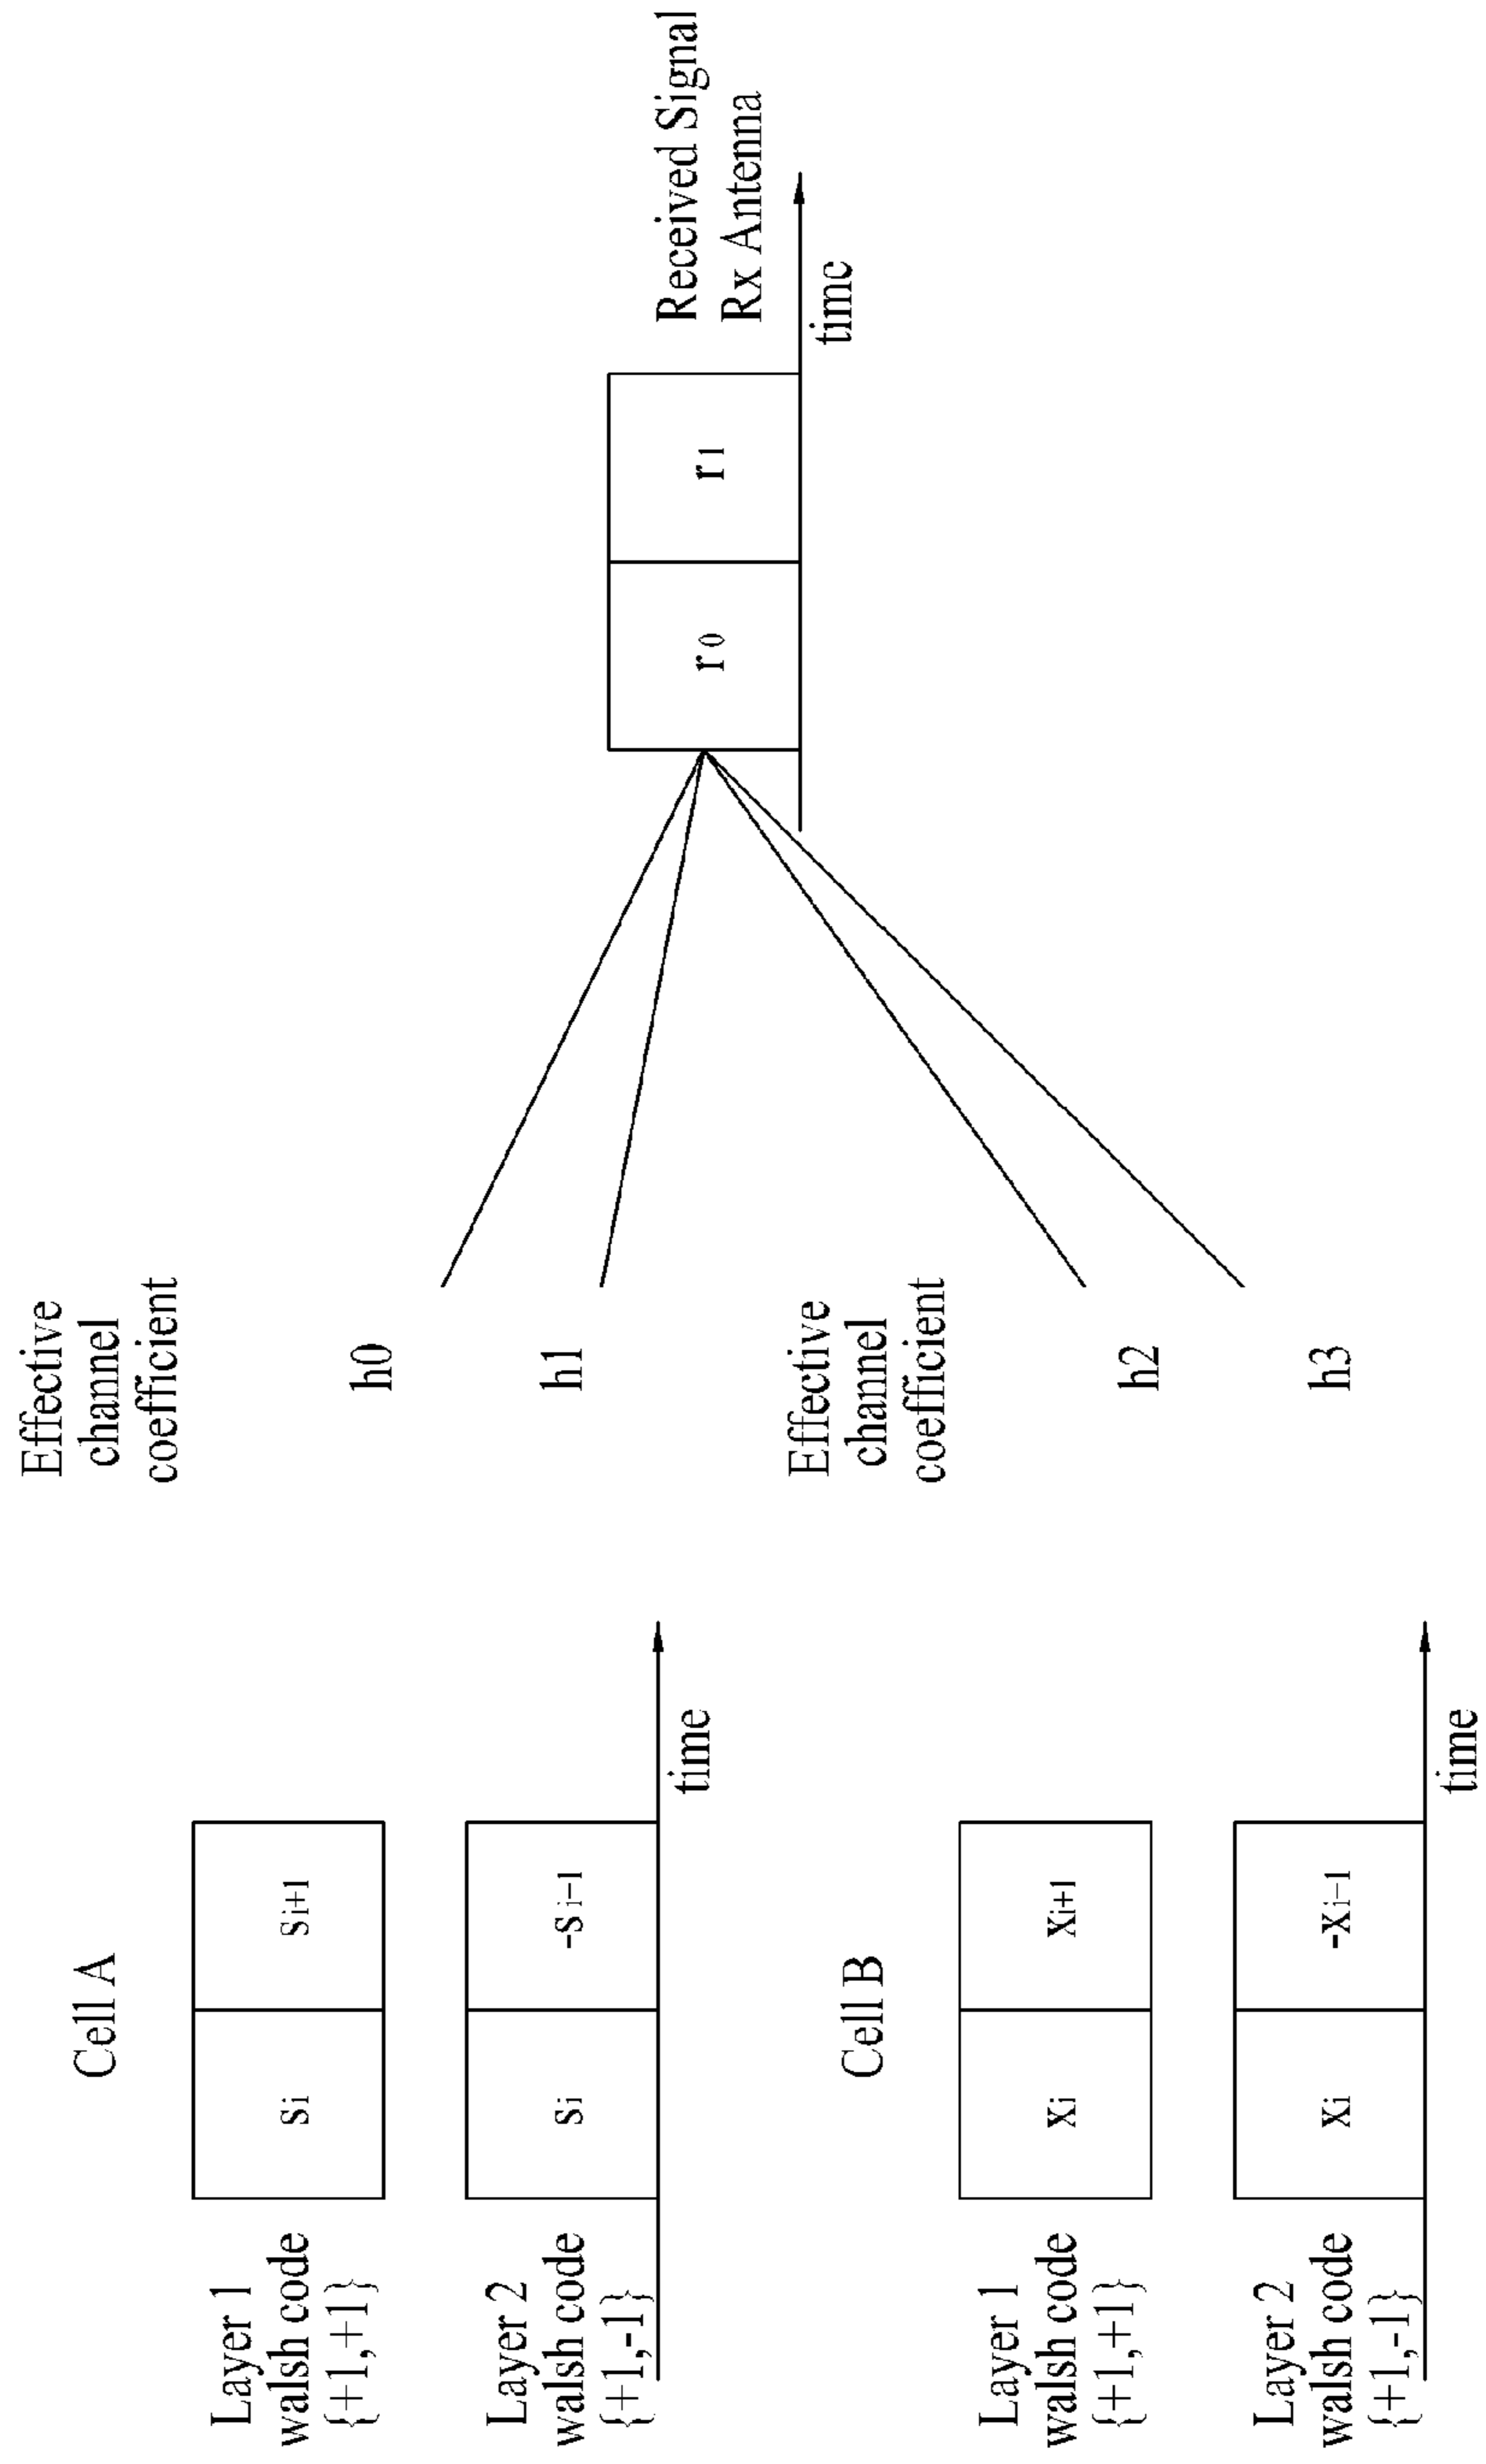 Cell A
Layer 1
walsh code
{+1,+1}
si
si+1
Layer 2
walsh code
{+1,-1}
si
-si−1
time
Effective
channel
coefficient
h0
h1
Cell B
Layer 1
walsh code
{+1,+1}
xi
xi+1
Layer 2
walsh code
{+1,-1}
xi
-xi−1
time
Effective
channel
coefficient
h2
h3
Received Signal
Rx Antenna
r0
r1
time